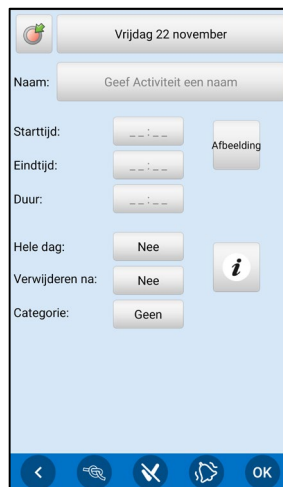 Vrijdag 22 november
Naam: Geef Activiteit een naam
Starttijd: __:__
Afbeelding
Eindtijd: __:__
Duur: __:__
Hele dag: Nee
i
Verwijderen na: Nee
Categorie: Geen
OK